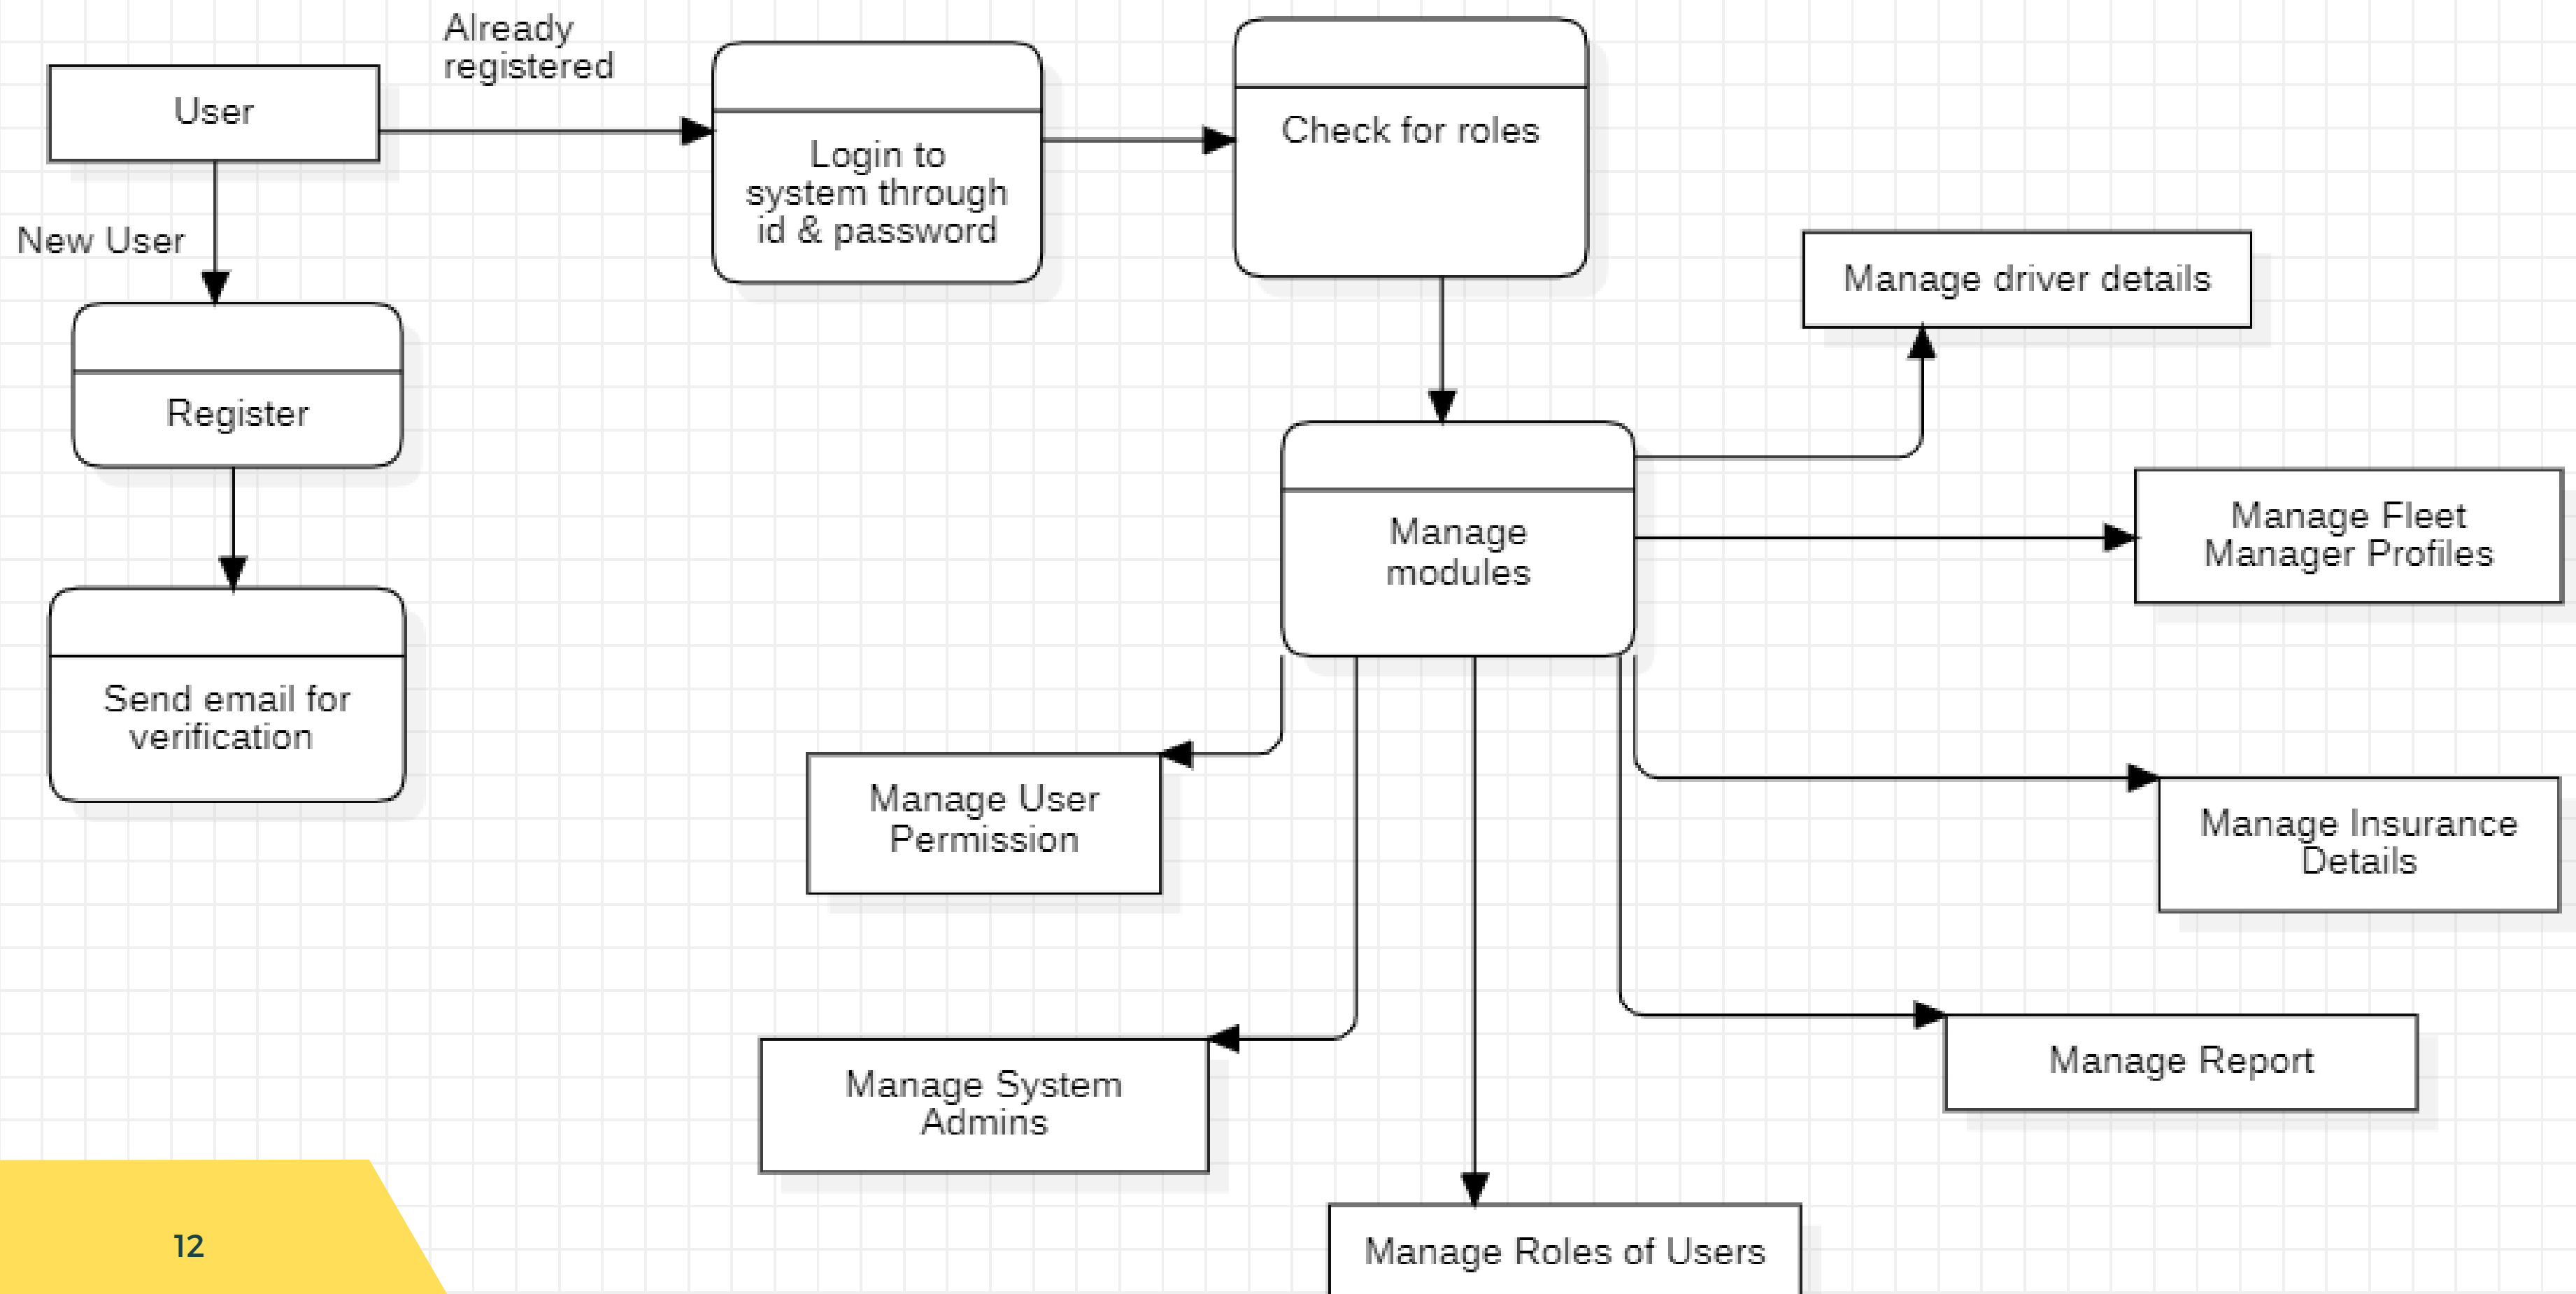 Already
registered
User
Login to
system through
id & password
Check for roles
New User
Manage driver details
Register
Manage
modules
Manage Fleet
Manager Profiles
Send email for
verification
Manage User
Permission
Manage Insurance
Details
Manage System
Admins
Manage Report
Manage Roles of Users
12